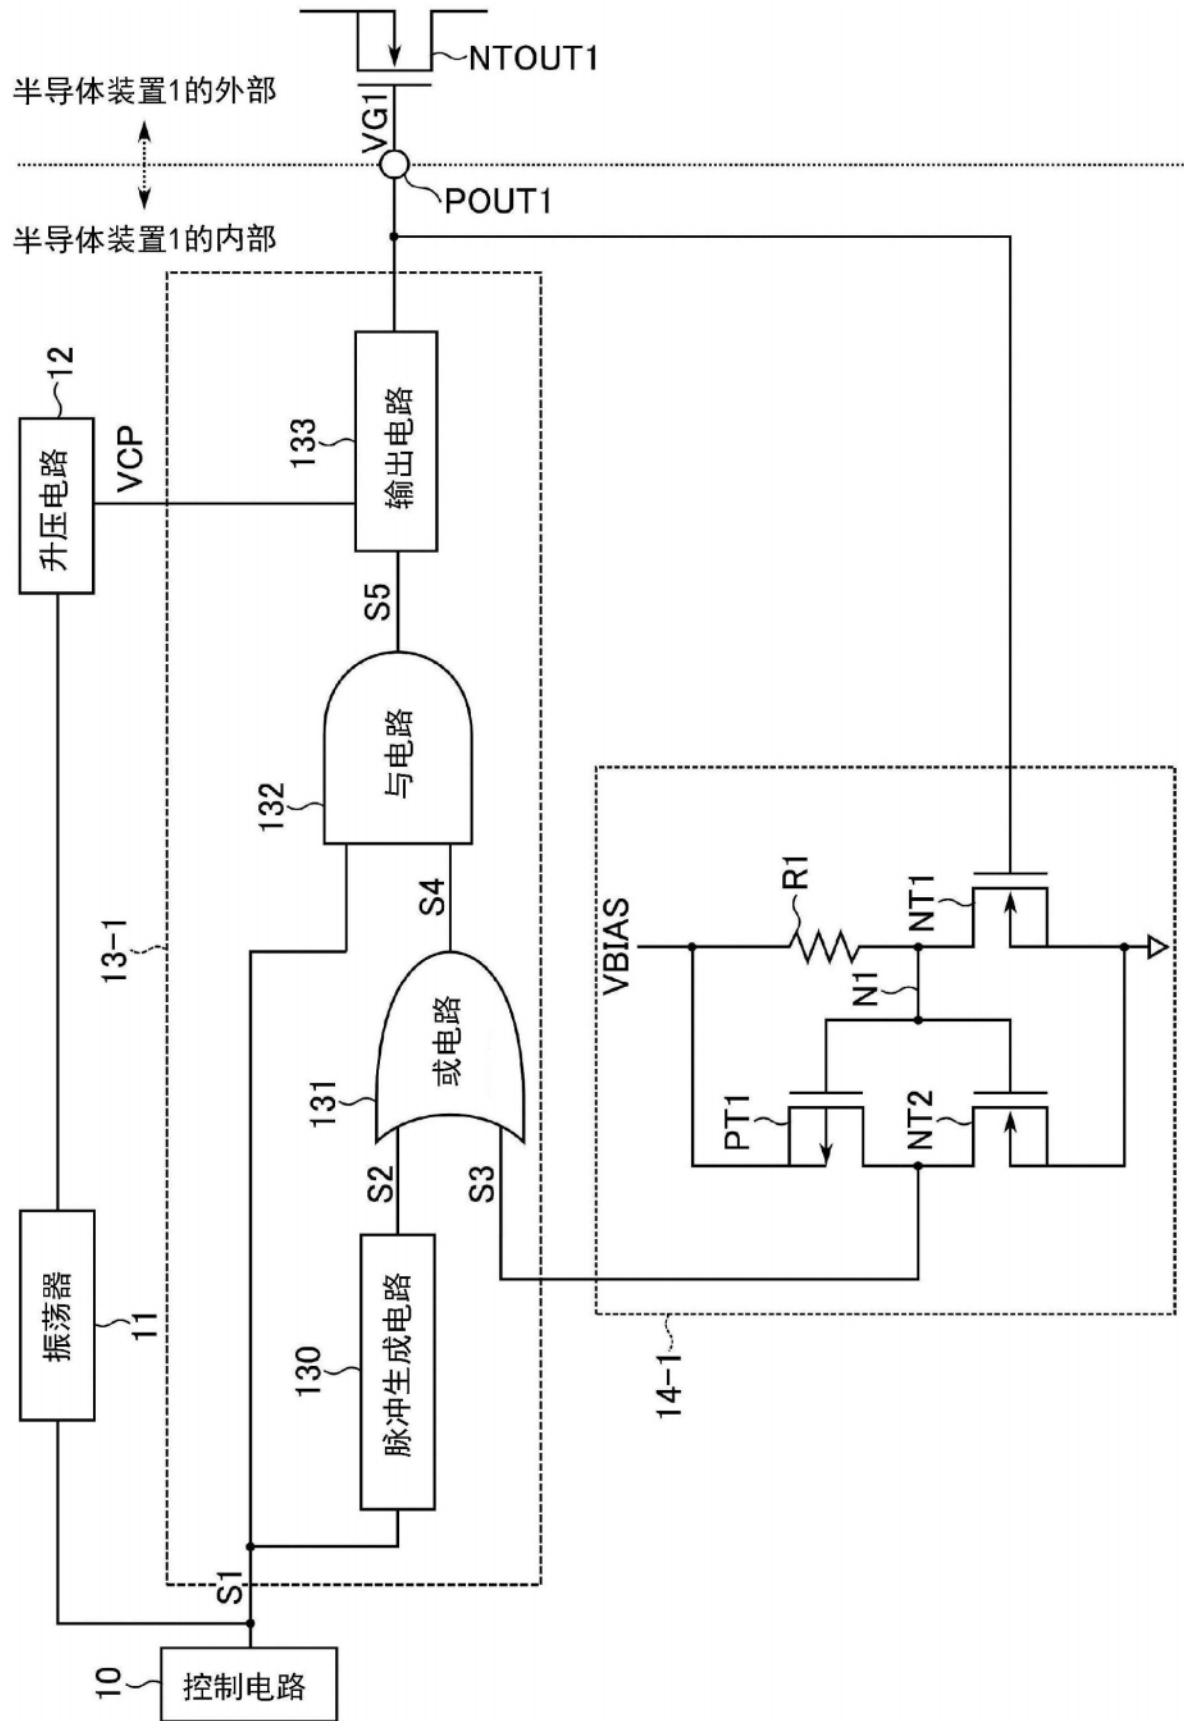 NTOUT1
半导体装置1的外部
VG1
POUT1
半导体装置1的内部
12
升压电路
VCP
133
输出电路
S5
132
与电路
13-1
S4
131
或电路
S2
S3
振荡器
11
130
脉冲生成电路
S1
10
控制电路
VBIAS
R1
NT1
N1
PT1
NT2
14-1